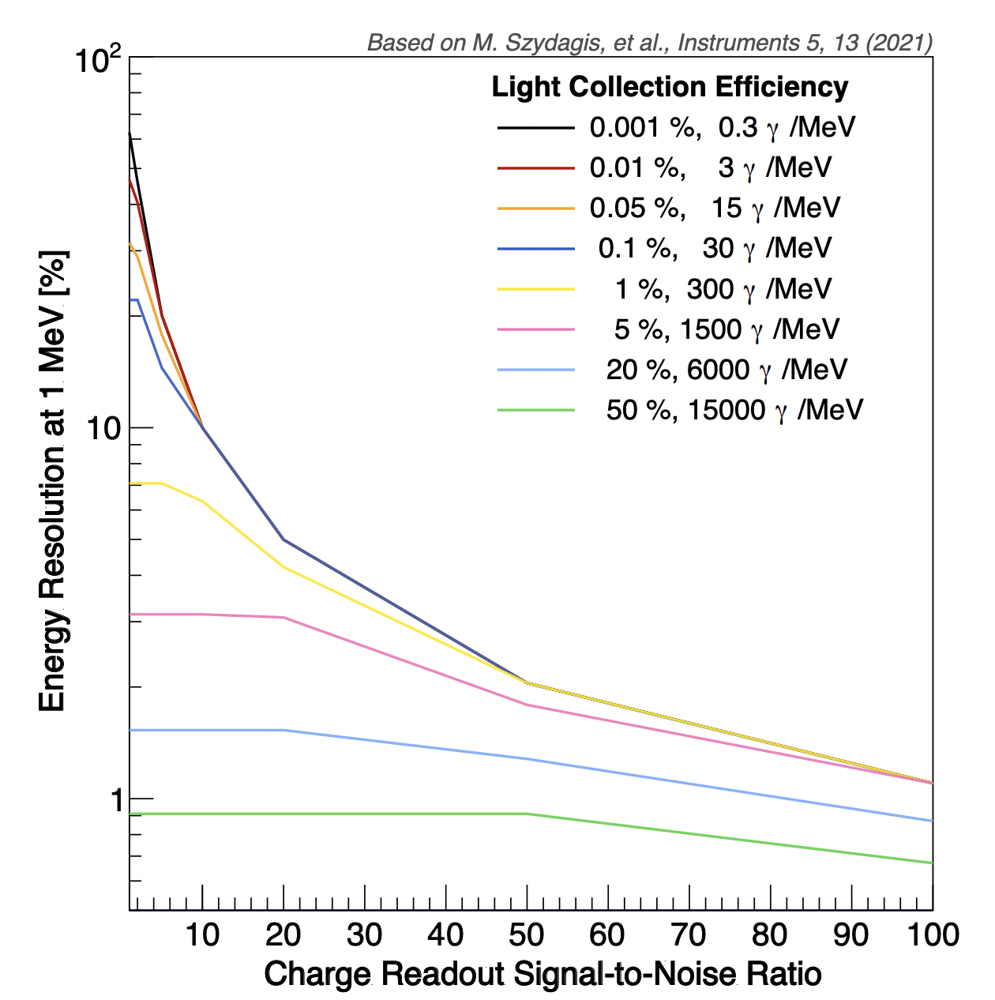 Based on M. Szydagis, et al., Instruments 5, 13 (2021)
10²
Light Collection Efficiency
0.001 %, 0.3 γ /MeV
0.01 %, 3 γ /MeV
0.05 %, 15 γ /MeV
0.1 %, 30 γ /MeV
1 %, 300 γ /MeV
5 %, 1500 γ /MeV
20 %, 6000 γ /MeV
50 %, 15000 γ /MeV
10
1
Energy Resolution at 1 MeV [%]
10 20 30 40 50 60 70 80 90 100
Charge Readout Signal-to-Noise Ratio